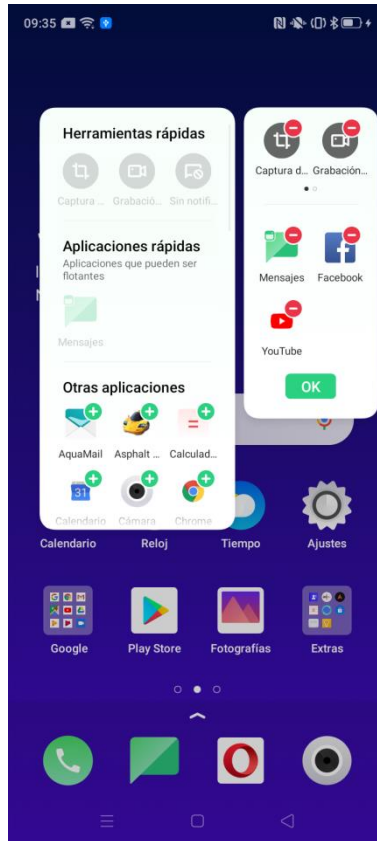 09:35
Herramientas rápidas
Captura ... Grabació... Sin notifi...
Aplicaciones rápidas
Aplicaciones que pueden ser
flotantes
Mensajes
Otras aplicaciones
AquaMail Asphalt ... Calculad...
31
Calendario Cámara Chrome
Captura d... Grabación...
Mensajes Facebook
YouTube
OK
Calendario Reloj Tiempo Ajustes
Google Play Store Fotografías Extras